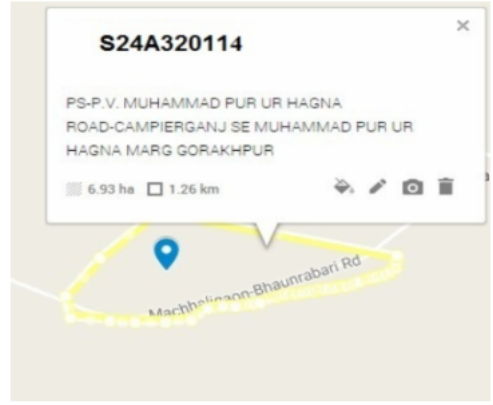 S24A320114
PS-P.V. MUHAMMAD PUR UR HAGNA
ROAD-CAMPIERGANJ SE MUHAMMAD PUR UR
HAGNA MARG GORAKHPUR
6.93 ha 1.26 km
Machhaligaon-Bhaunrabari Rd
a